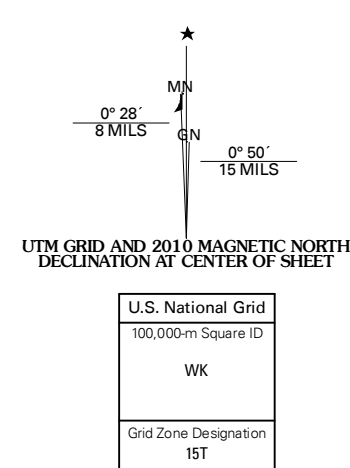 MN
0° 28´
8 MILS
GN
0° 50´
15 MILS
UTM GRID AND 2010 MAGNETIC NORTH
DECLINATION AT CENTER OF SHEET
U.S. National Grid
100,000-m Square ID
WK
Grid Zone Designation
15T